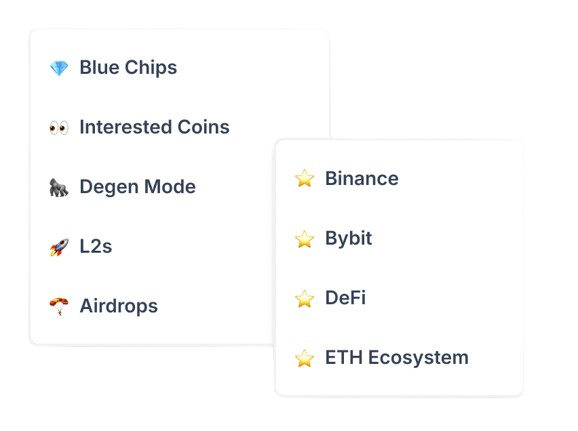 💎 Blue Chips
👀 Interested Coins
🦍 Degen Mode
🚀 L2s
🪂 Airdrops
⭐ Binance
⭐ Bybit
⭐ DeFi
⭐ ETH Ecosystem